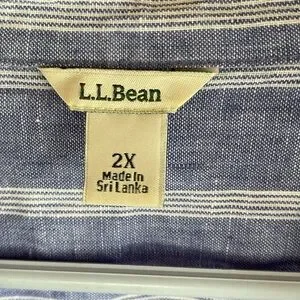 L.L.Bean
2X
Made in
Sri Lanka